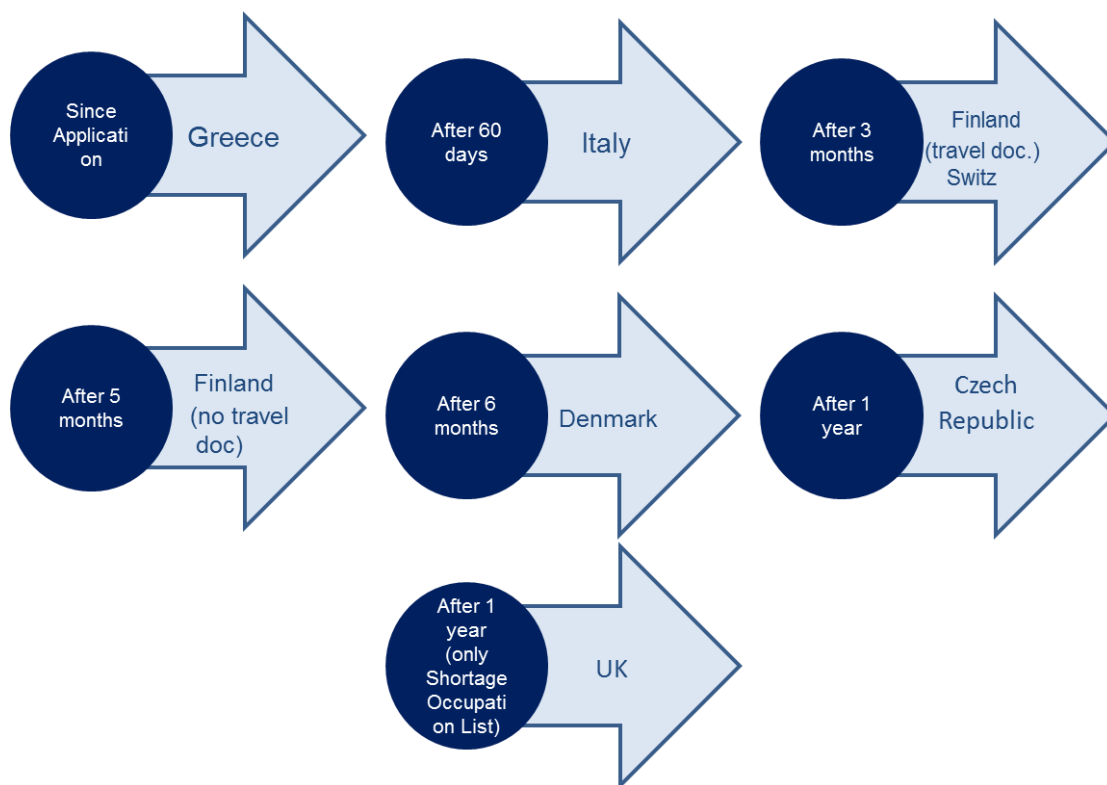 Since
Applicati
on
Greece
After 60
days
Italy
After 3
months
Finland
(travel doc.)
Switz
After 5
months
Finland
(no travel
doc)
After 6
months
Denmark
After 1
year
Czech
Republic
After 1
year
(only
Shortage
Occupati
on List)
UK